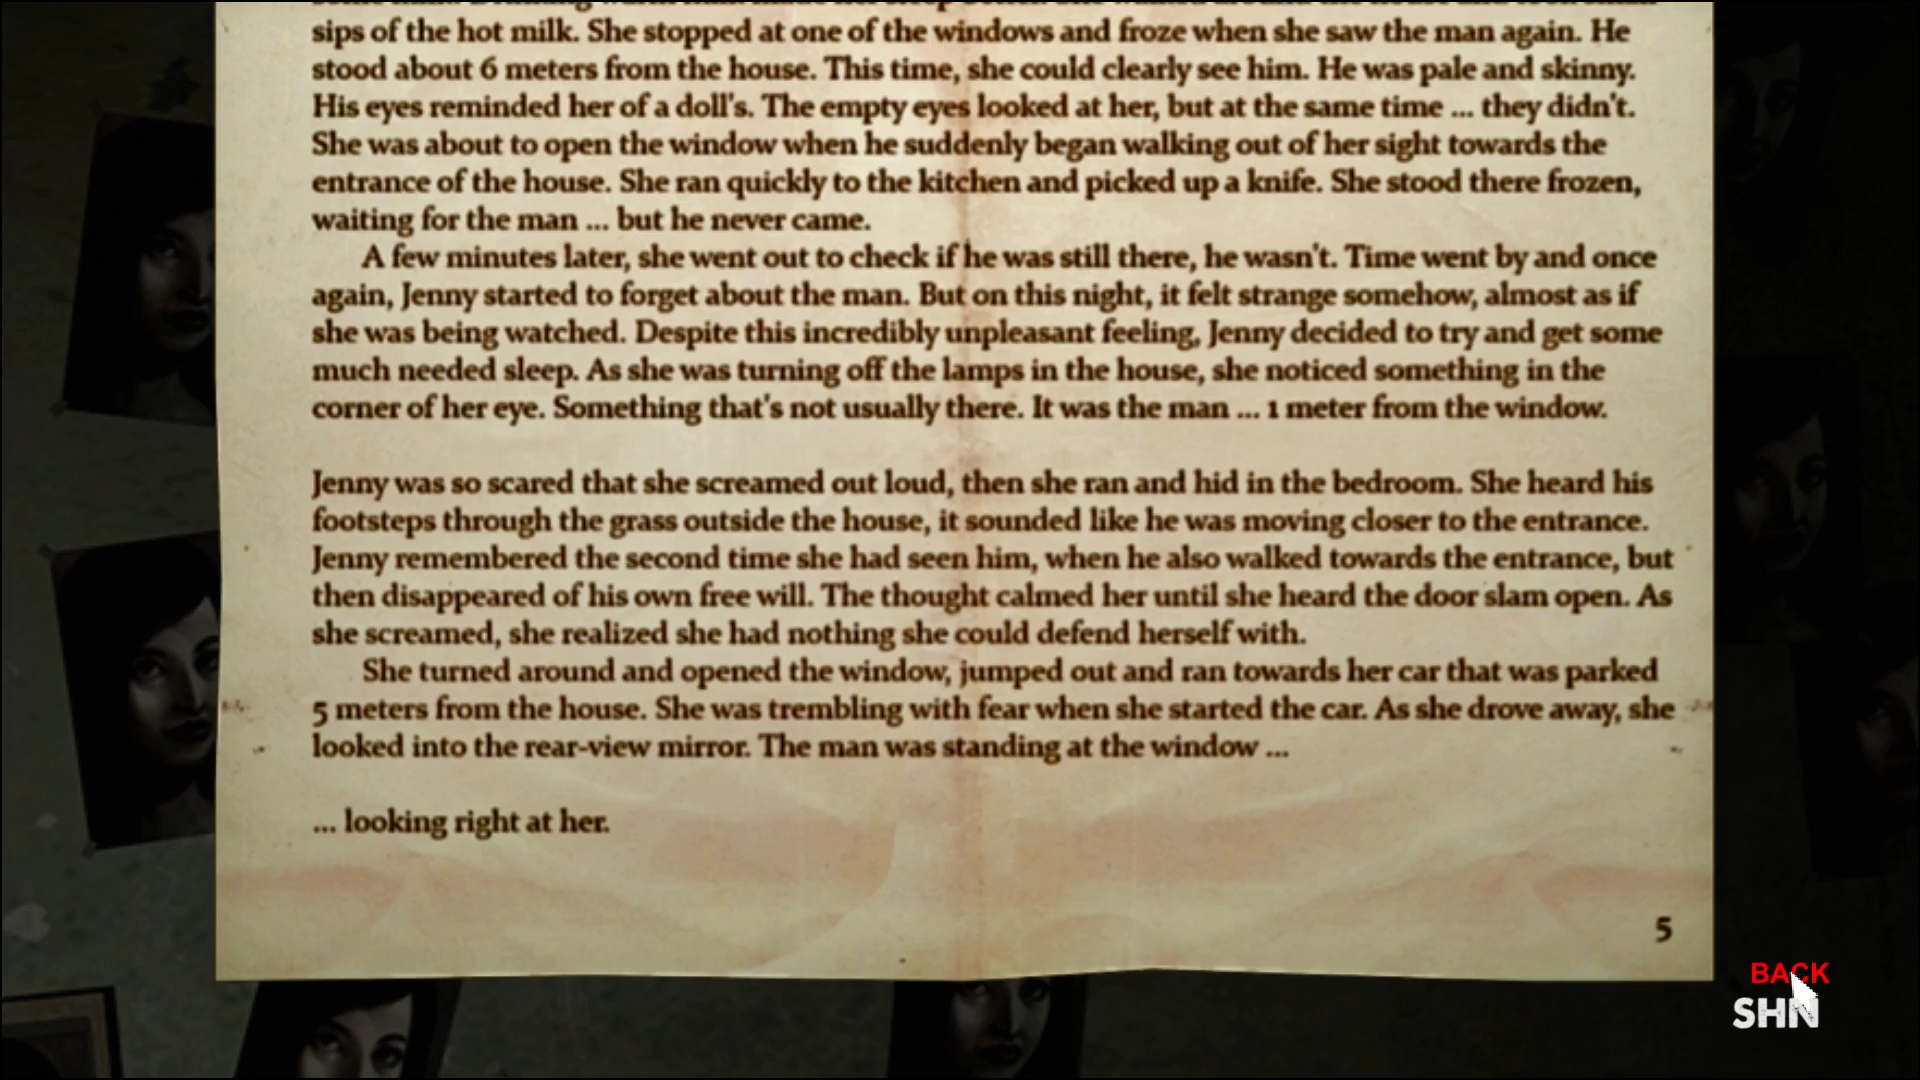 sips of the hot milk. She stopped at one of the windows and froze when she saw the man again. He
stood about 6 meters from the house. This time, she could clearly see him. He was pale and skinny.
His eyes reminded her of a doll's. The empty eyes looked at her, but at the same time ... they didn't.
She was about to open the window when he suddenly began walking out of her sight towards the
entrance of the house. She ran quickly to the kitchen and picked up a knife. She stood there frozen,
waiting for the man ... but he never came.
A few minutes later, she went out to check if he was still there, he wasn't. Time went by and once
again, Jenny started to forget about the man. But on this night, it felt strange somehow, almost as if
she was being watched. Despite this incredibly unpleasant feeling, Jenny decided to try and get some
much needed sleep. As she was turning off the lamps in the house, she noticed something in the
corner of her eye. Something that's not usually there. It was the man ... 1 meter from the window.
Jenny was so scared that she screamed out loud, then she ran and hid in the bedroom. She heard his
footsteps through the grass outside the house, it sounded like he was moving closer to the entrance.
Jenny remembered the second time she had seen him, when he also walked towards the entrance, but
then disappeared of his own free will. The thought calmed her until she heard the door slam open. As
she screamed, she realized she had nothing she could defend herself with.
She turned around and opened the window, jumped out and ran towards her car that was parked
5 meters from the house. She was trembling with fear when she started the car. As she drove away, she
looked into the rear-view mirror. The man was standing at the window ...
... looking right at her.
5
BACK
SHN